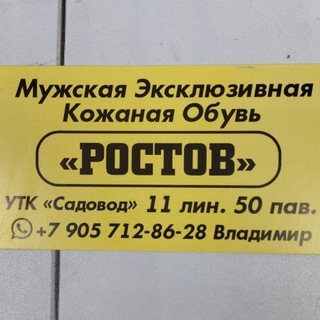 Мужская Эксклюзивная
Кожаная Обувь
«РОСТОВ»
УТК «Садовод» 11 лин. 50 пав.
+7 905 712-86-28 Владимир